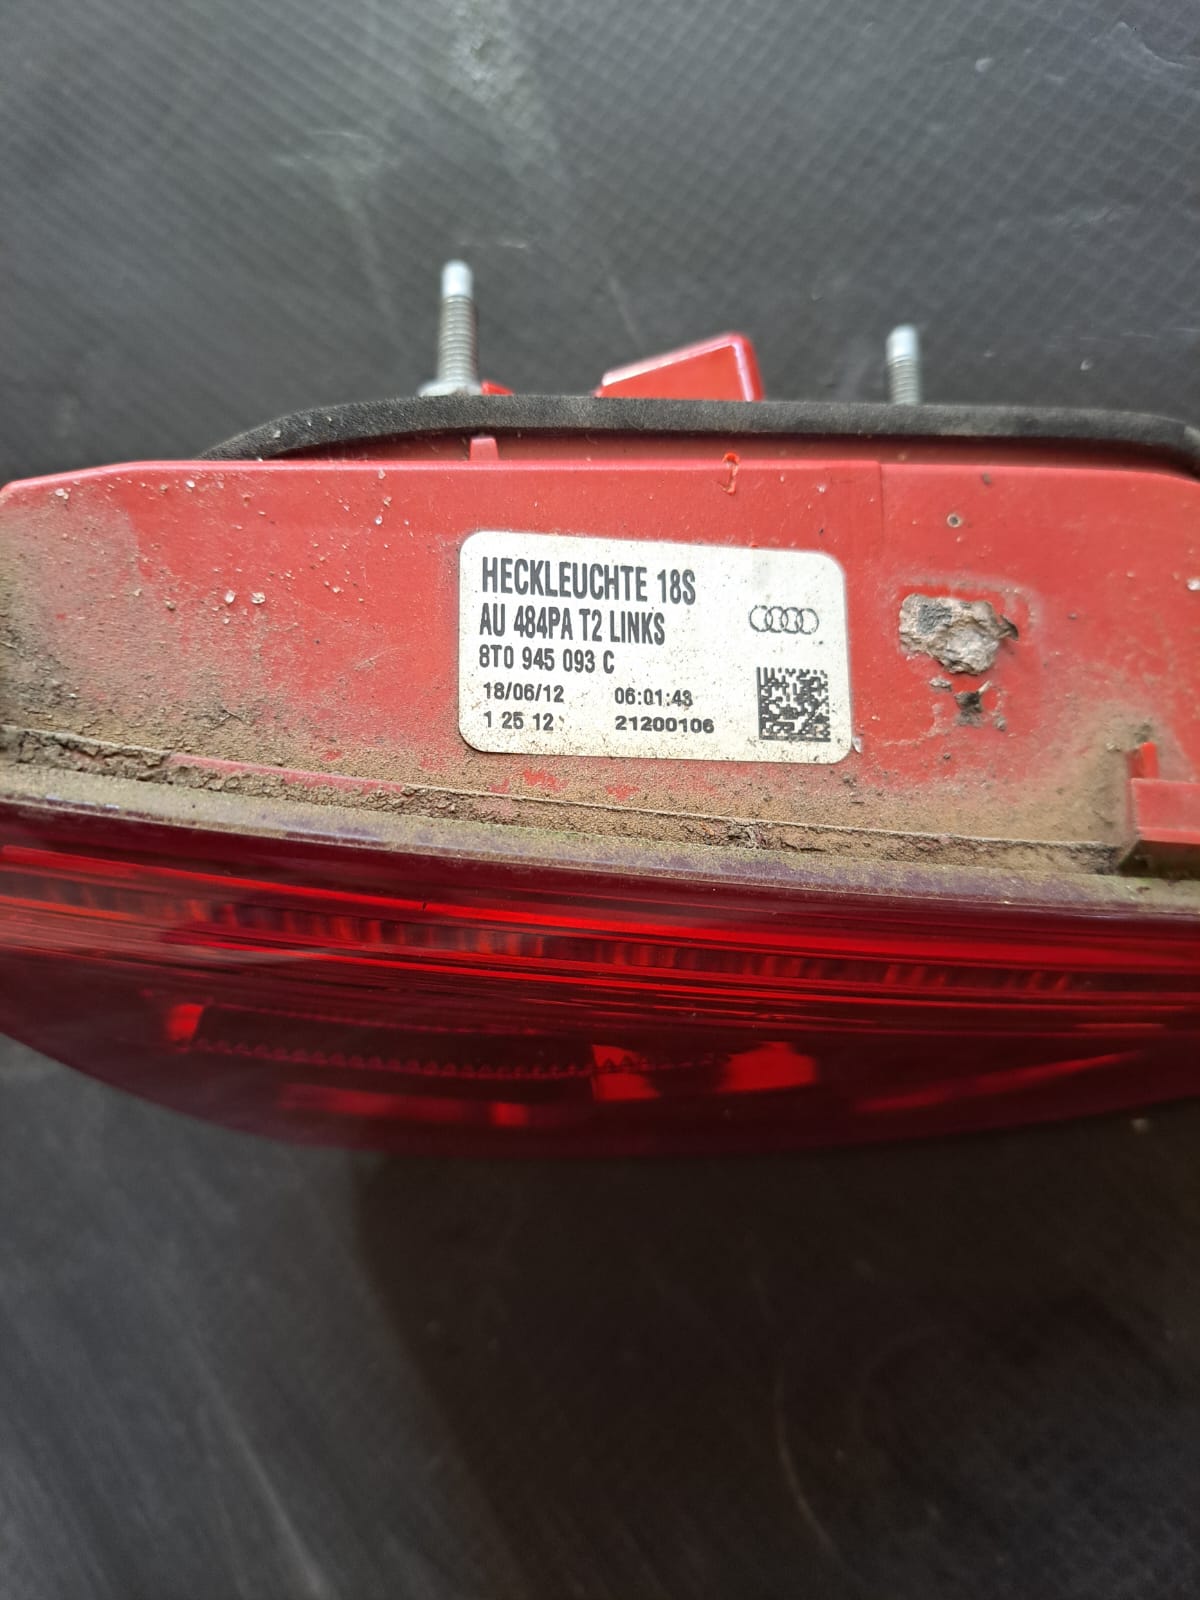 HECKLEUCHTE 18S
AU 484PA T2 LINKS
8T0 945 093 C
18/06/12 06:01:43
1 25 12 21200106